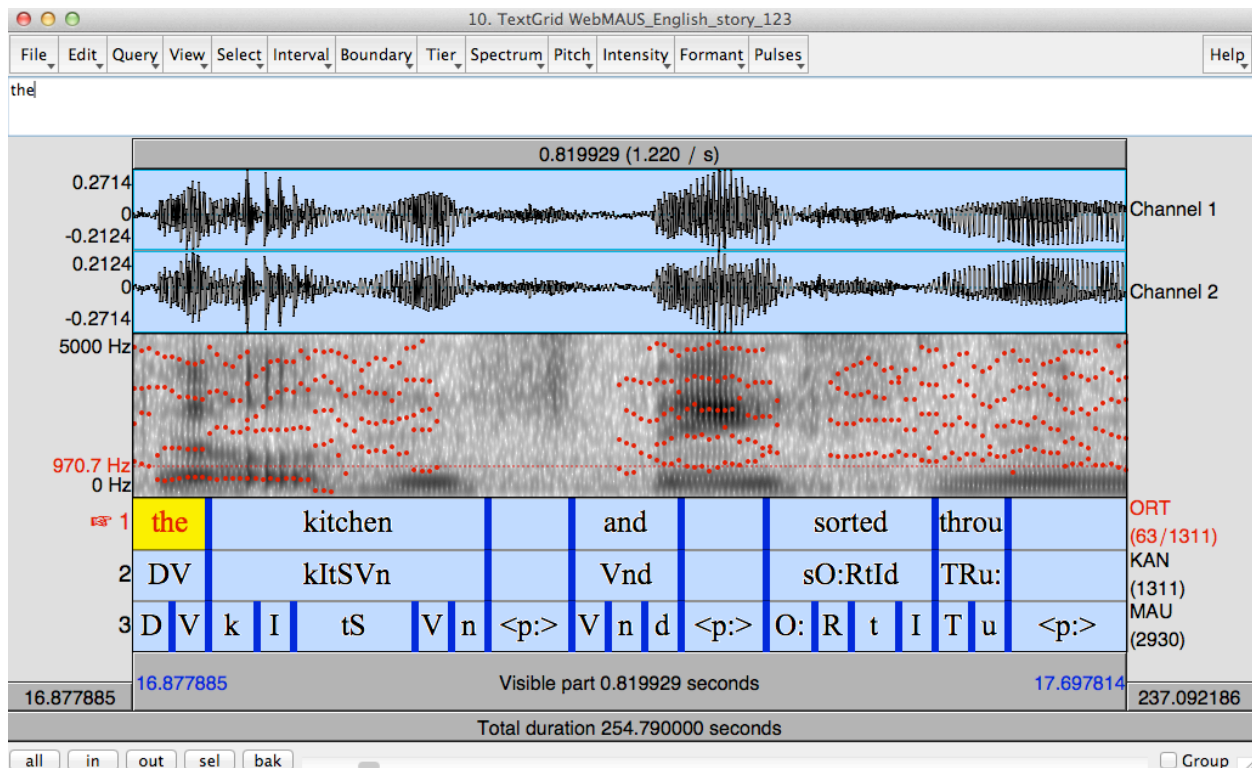 10. TextGrid WebMAUS_English_story_123
File Edit Query View Select Interval Boundary Tier Spectrum Pitch Intensity Formant Pulses Help
the
0.819929 (1.220 / s)
0.2714
0
-0.2124
Channel 1
0.2124
0
-0.2714
Channel 2
5000 Hz
970.7 Hz
0 Hz
☞ 1 the kitchen and sorted throu ORT
(63/1311)
2 DV kItSVn Vnd sO:RtId TRu: KAN
(1311)
3 D V k I tS V n <p:> V n d <p:> O: R t I T u <p:> MAU
(2930)
16.877885 16.877885 Visible part 0.819929 seconds 17.697814 237.092186
Total duration 254.790000 seconds
all in out sel bak Group